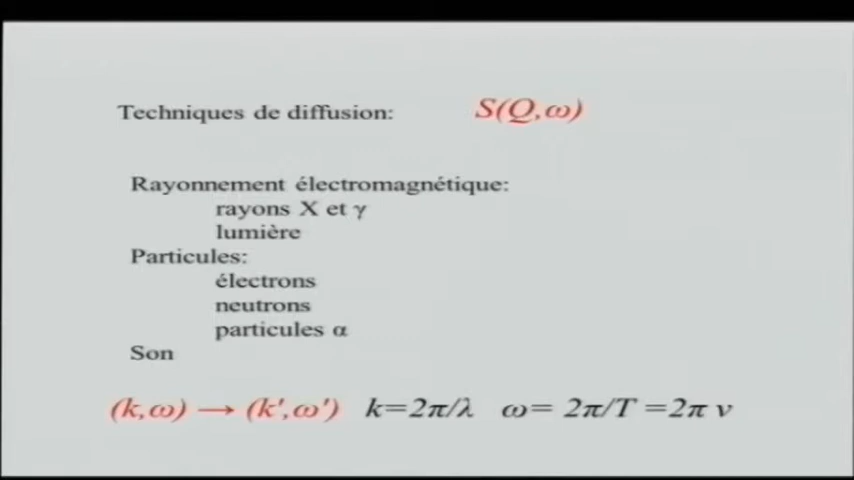 Techniques de diffusion: S(Q,ω)
Rayonnement électromagnétique:
rayons X et γ
lumière
Particules:
électrons
neutrons
particules α
Son
(k,ω) → (k',ω') k=2π/λ ω= 2π/T =2π ν